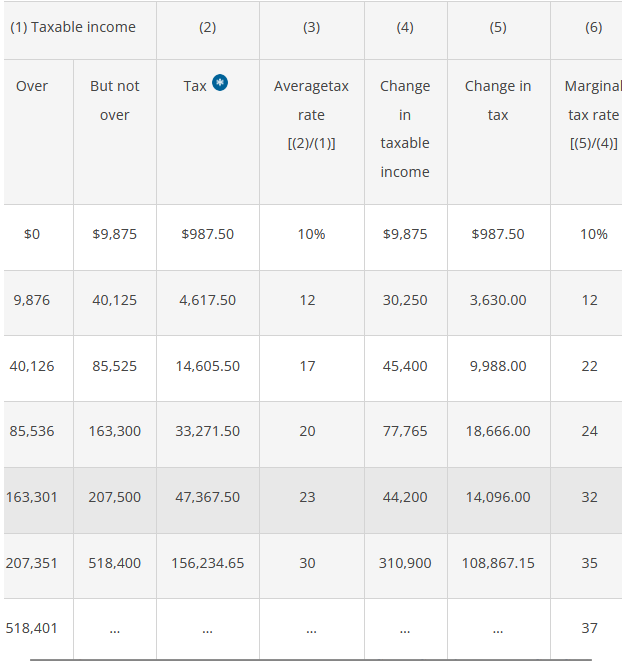 (1) Taxable income (2) (3) (4) (5) (6)
Over But not over Tax * Averagetax rate [(2)/(1)] Change in taxable income Change in tax Marginal tax rate [(5)/(4)]
$0 $9,875 $987.50 10% $9,875 $987.50 10%
9,876 40,125 4,617.50 12 30,250 3,630.00 12
40,126 85,525 14,605.50 17 45,400 9,988.00 22
85,536 163,300 33,271.50 20 77,765 18,666.00 24
163,301 207,500 47,367.50 23 44,200 14,096.00 32
207,351 518,400 156,234.65 30 310,900 108,867.15 35
518,401 ... ... ... ... ... 37